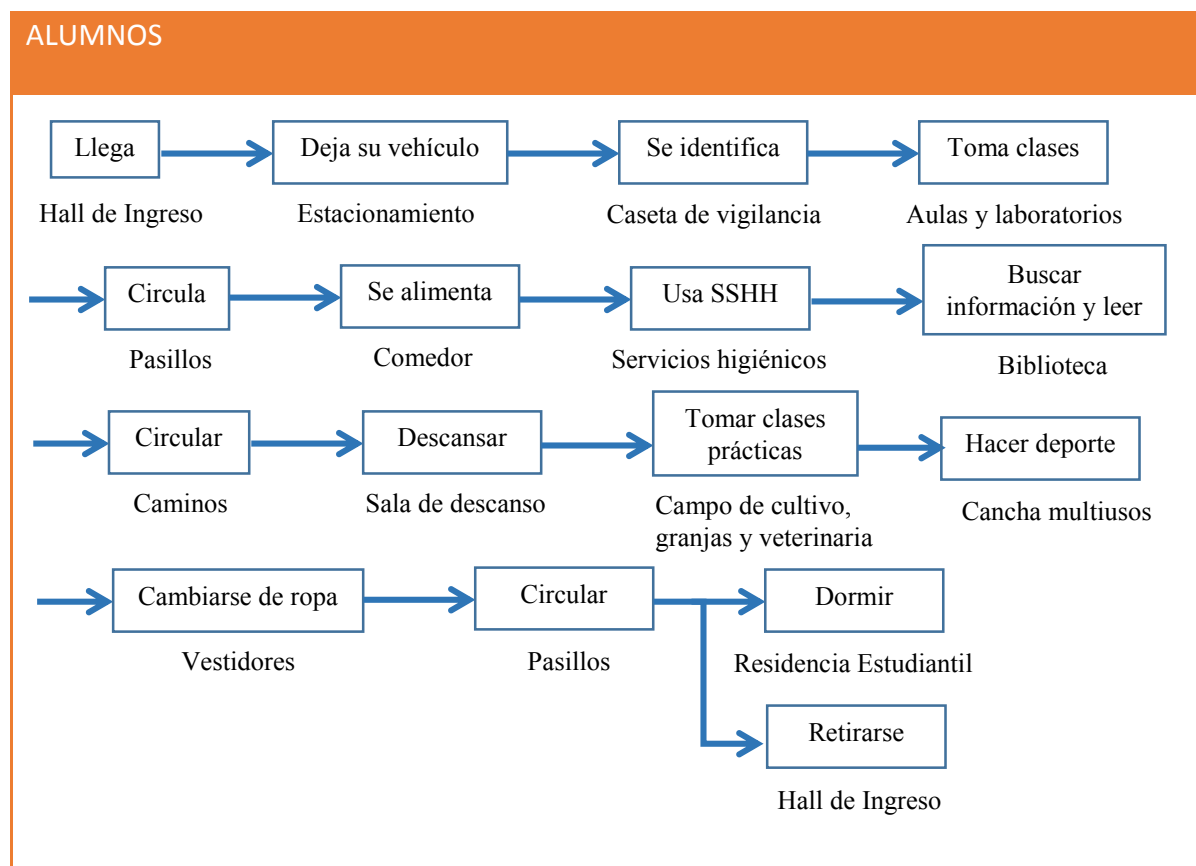 ALUMNOS
Llega
Deja su vehículo
Se identifica
Toma clases
Hall de Ingreso
Estacionamiento
Caseta de vigilancia
Aulas y laboratorios
Circula
Se alimenta
Usa SSHH
Buscar
información y leer
Pasillos
Comedor
Servicios higiénicos
Biblioteca
Circular
Descansar
Tomar clases
prácticas
Hacer deporte
Caminos
Sala de descanso
Campo de cultivo,
granjas y veterinaria
Cancha multiusos
Cambiarse de ropa
Circular
Dormir
Vestidores
Pasillos
Residencia Estudiantil
Retirarse
Hall de Ingreso